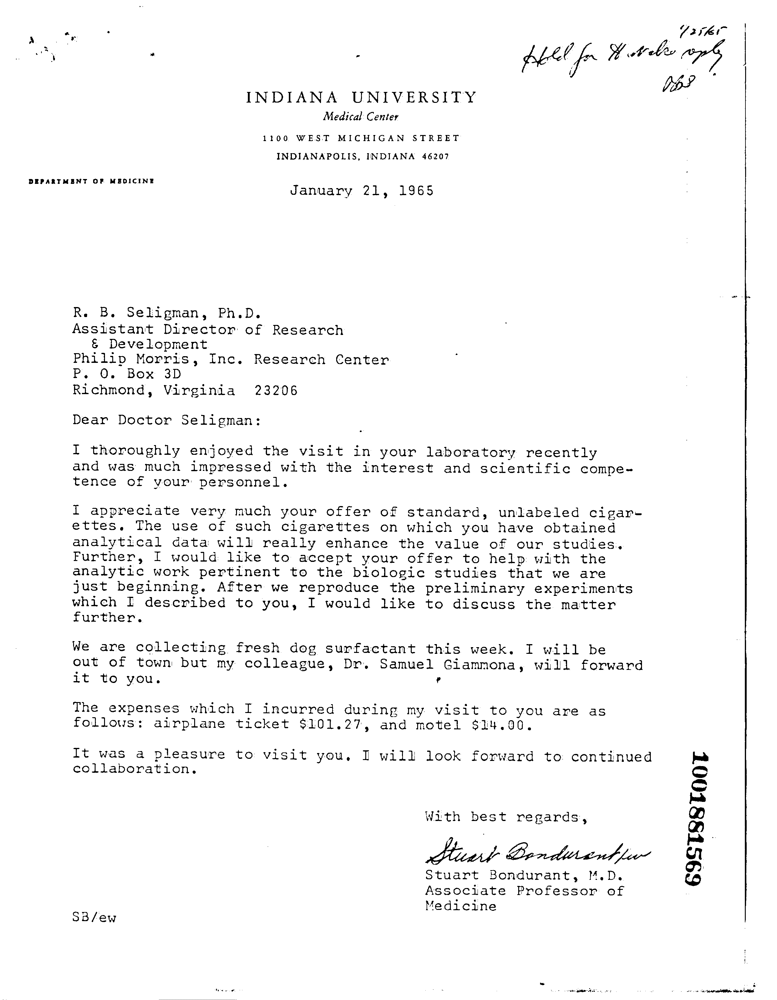 1/25/65
Hold for
INDIANA UNIVERSITY
Medical Center
1100 WEST MICHIGAN STREET
INDIANAPOLIS, INDIANA 46207
DEPARTMENT OF MEDICINE
January 21, 1965
R. B. Seligman, Ph.D.
Assistant Director of Research
& Development
Philip Morris, Inc. Research Center
P. O. Box 3D
Richmond, Virginia 23206
Dear Doctor Seligman:
I thoroughly enjoyed the visit in your laboratory recently
and was much impressed with the interest and scientific compe-
tence of your personnel.
I appreciate very much your offer of standard, unlabeled cigar-
ettes. The use of such cigarettes on which you have obtained
analytical data will really enhance the value of our studies.
Further, I would like to accept your offer to help with the
analytic work pertinent to the biologic studies that we are
just beginning. After we reproduce the preliminary experiments
which I described to you, I would like to discuss the matter
further.
We are collecting fresh dog surfactant this week. I will be
out of town but my colleague, Dr. Samuel Giammona, will forward
it to you.
The expenses which I incurred during my visit to you are as
follows: airplane ticket $101.27, and motel $14.00.
It was a pleasure to visit you. I will look forward to continued
collaboration.
With best regards,
Stuart Bondurant/ew
Stuart Bondurant, M.D.
Associate Professor of
Medicine
SB/ew
1001881569